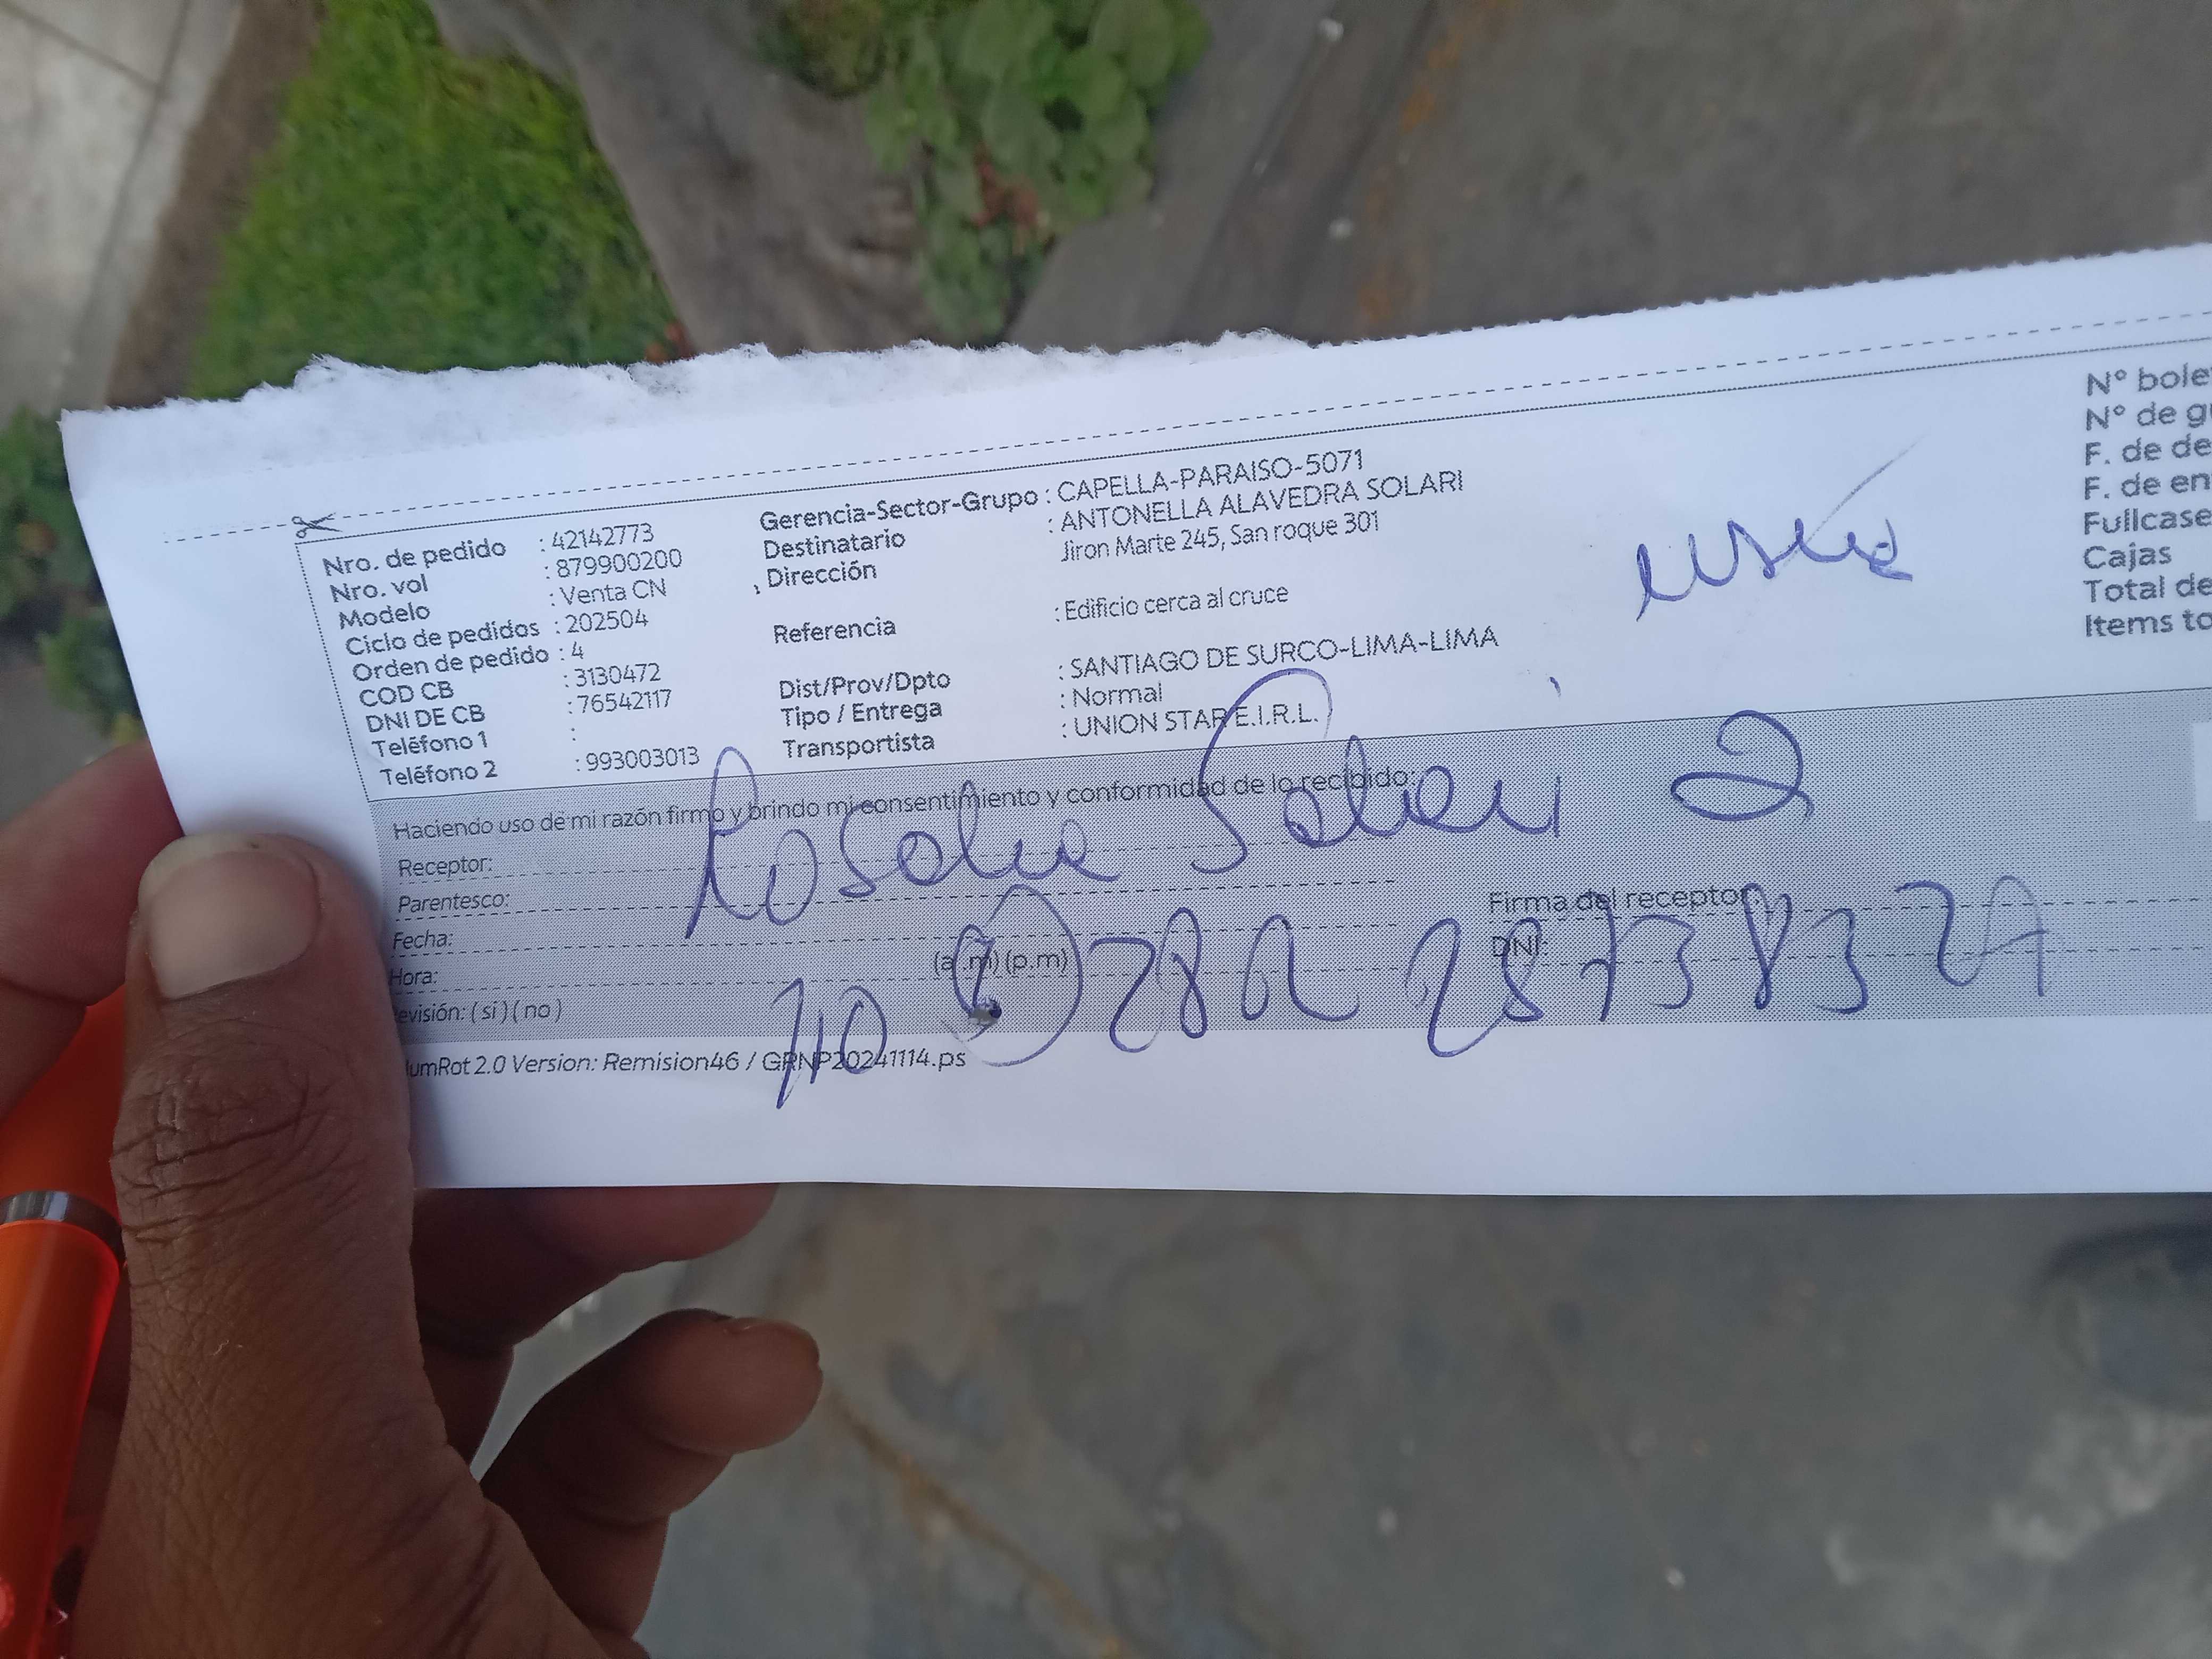 Nro. de pedido : 42142773
Nro. vol : 879900200
Modelo : Venta CN
Ciclo de pedidos : 202504
Orden de pedido : 4
COD CB : 3130472
DNI DE CB : 76542117
Teléfono 1 :
Teléfono 2 : 993003013
Gerencia-Sector-Grupo : CAPELLA-PARAISO-5071
Destinatario : ANTONELLA ALAVEDRA SOLARI
Dirección Jiron Marte 245, San roque 301
Referencia : Edificio cerca al cruce
Dist/Prov/Dpto : SANTIAGO DE SURCO-LIMA-LIMA
Tipo / Entrega : Normal
Transportista : UNION STAR E.I.R.L.
N° bole
N° de g
F. de de
F. de en
Fullcase
Cajas
Total de
Items to
Haciendo uso de mi razón firmo y brindo mi consentimiento y conformidad de lo recibido:
Receptor:
Parentesco:
Fecha:
Hora: (a.m) (p.m)
evisión: ( si ) ( no )
Firma del receptor:
DNI:
umRot 2.0 Version: Remision46 / GRNP20241114.ps